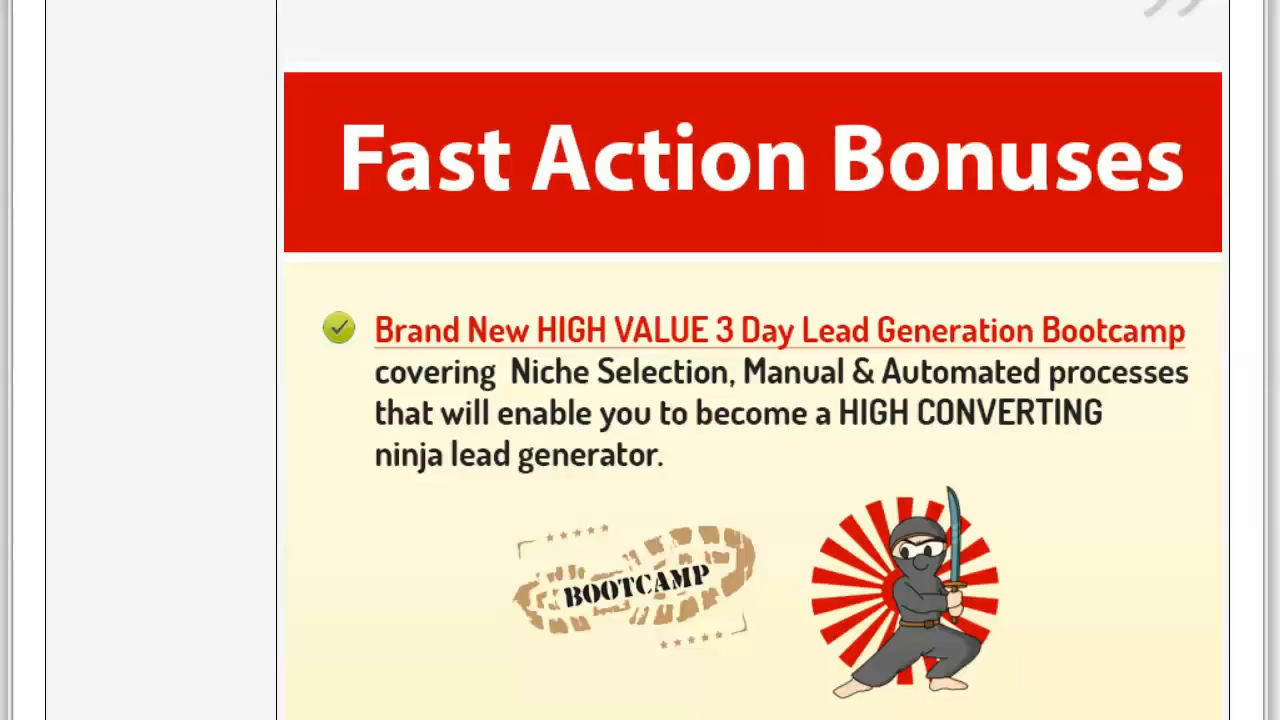 Fast Action Bonuses
Brand New HIGH VALUE 3 Day Lead Generation Bootcamp
covering Niche Selection, Manual & Automated processes
that will enable you to become a HIGH CONVERTING
ninja lead generator.
BOOTCAMP